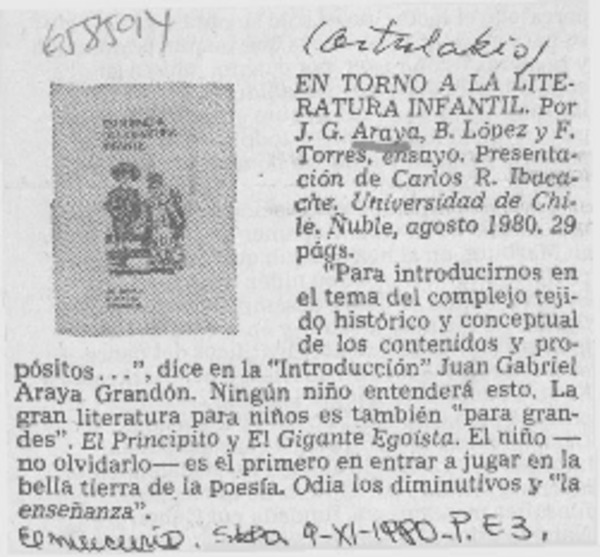 658594
EN TORNO A LA LITE-
RATURA INFANTIL. Por
J. G. Araya, B. López y F.
Torres, ensayo. Presenta-
ción de Carlos R. Ibaca-
che. Universidad de Chi-
le. Ñuble, agosto 1980. 29
págs.
"Para introducirnos en
el tema del complejo teji-
do histórico y conceptual
de los contenidos y pro-
pósitos...", dice en la "Introducción" Juan Gabriel
Araya Grandón. Ningún niño entenderá esto. La
gran literatura para niños es también "para gran-
des". El Principito y El Gigante Egoísta. El niño —
no olvidarlo— es el primero en entrar a jugar en la
bella tierra de la poesía. Odia los diminutivos y "la
enseñanza".
El Mercurio. Stgo. 9-XI-1980-P. E3.